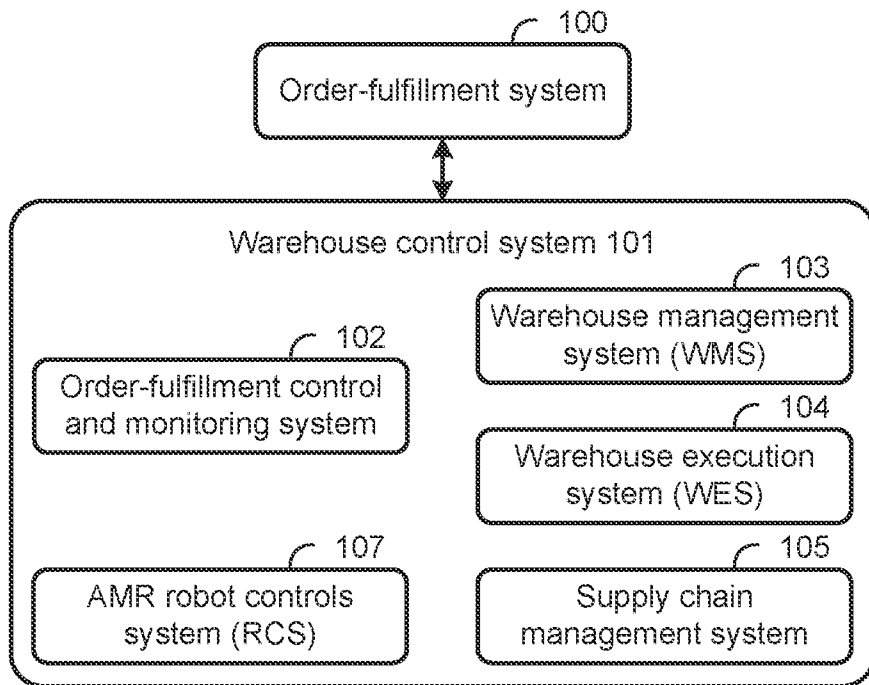 100
Order-fulfillment system
Warehouse control system 101
103
Warehouse management
system (WMS)
102
Order-fulfillment control
and monitoring system
104
Warehouse execution
system (WES)
107
AMR robot controls
system (RCS)
105
Supply chain
management system